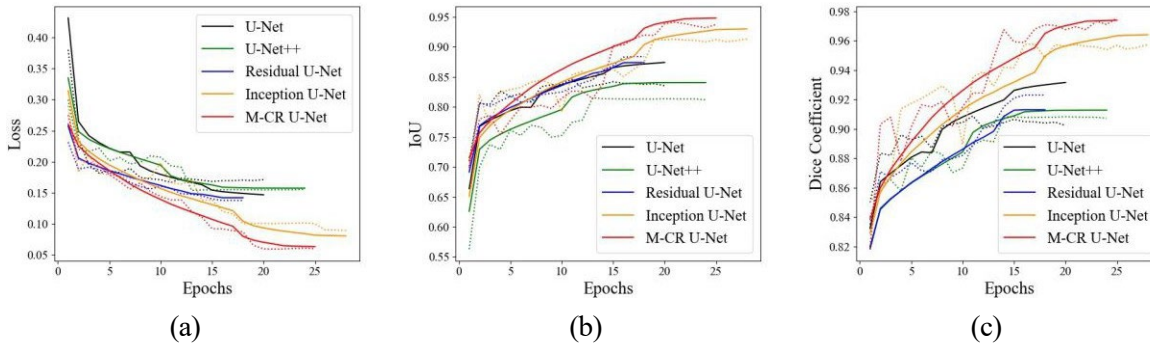 0.40
0.35
0.30
0.25
0.20
0.15
0.10
0.05
Loss
0
5
10
15
20
25
Epochs
U-Net
U-Net++
Residual U-Net
Inception U-Net
M-CR U-Net
(a)
0.95
0.90
0.85
0.80
0.75
0.70
0.65
0.60
0.55
IoU
0
5
10
15
20
25
Epochs
U-Net
U-Net++
Residual U-Net
Inception U-Net
M-CR U-Net
(b)
0.98
0.96
0.94
0.92
0.90
0.88
0.86
0.84
0.82
Dice Coefficient
0
5
10
15
20
25
Epochs
U-Net
U-Net++
Residual U-Net
Inception U-Net
M-CR U-Net
(c)